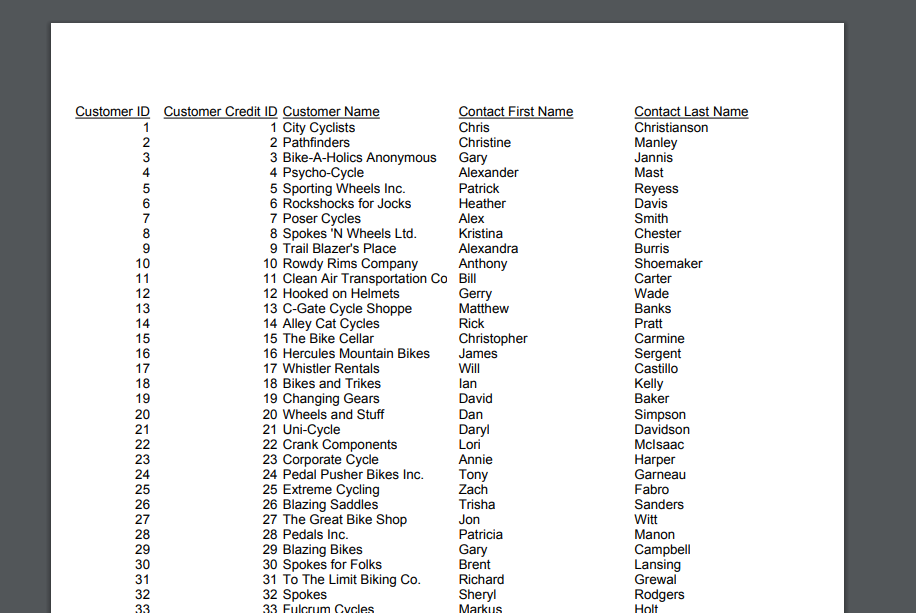 Customer ID Customer Credit ID Customer Name Contact First Name Contact Last Name
1 1 City Cyclists Chris Christianson
2 2 Pathfinders Christine Manley
3 3 Bike-A-Holics Anonymous Gary Jannis
4 4 Psycho-Cycle Alexander Mast
5 5 Sporting Wheels Inc. Patrick Reyess
6 6 Rockshocks for Jocks Heather Davis
7 7 Poser Cycles Alex Smith
8 8 Spokes 'N Wheels Ltd. Kristina Chester
9 9 Trail Blazer's Place Alexandra Burris
10 10 Rowdy Rims Company Anthony Shoemaker
11 11 Clean Air Transportation Co Bill Carter
12 12 Hooked on Helmets Gerry Wade
13 13 C-Gate Cycle Shoppe Matthew Banks
14 14 Alley Cat Cycles Rick Pratt
15 15 The Bike Cellar Christopher Carmine
16 16 Hercules Mountain Bikes James Sergent
17 17 Whistler Rentals Will Castillo
18 18 Bikes and Trikes Ian Kelly
19 19 Changing Gears David Baker
20 20 Wheels and Stuff Dan Simpson
21 21 Uni-Cycle Daryl Davidson
22 22 Crank Components Lori McIsaac
23 23 Corporate Cycle Annie Harper
24 24 Pedal Pusher Bikes Inc. Tony Garneau
25 25 Extreme Cycling Zach Fabro
26 26 Blazing Saddles Trisha Sanders
27 27 The Great Bike Shop Jon Witt
28 28 Pedals Inc. Patricia Manon
29 29 Blazing Bikes Gary Campbell
30 30 Spokes for Folks Brent Lansing
31 31 To The Limit Biking Co. Richard Grewal
32 32 Spokes Sheryl Rodgers
33 33 Fulcrum Cycles Markus Holt